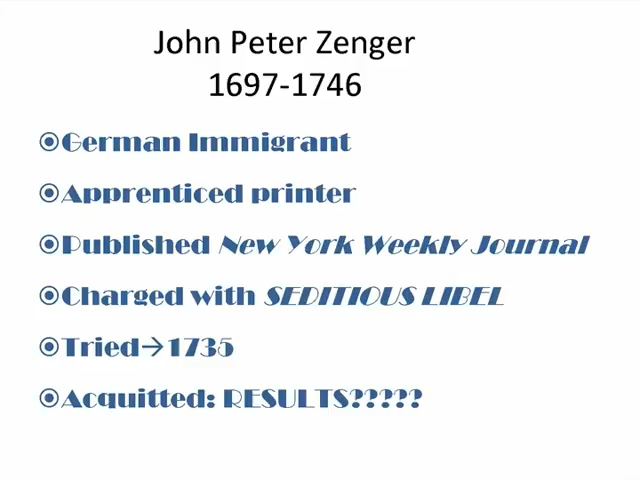 John Peter Zenger
1697-1746
German Immigrant
Apprenticed printer
Published New York Weekly Journal
Charged with SEDITIOUS LIBEL
Tried→1735
Acquitted: RESULTS?????